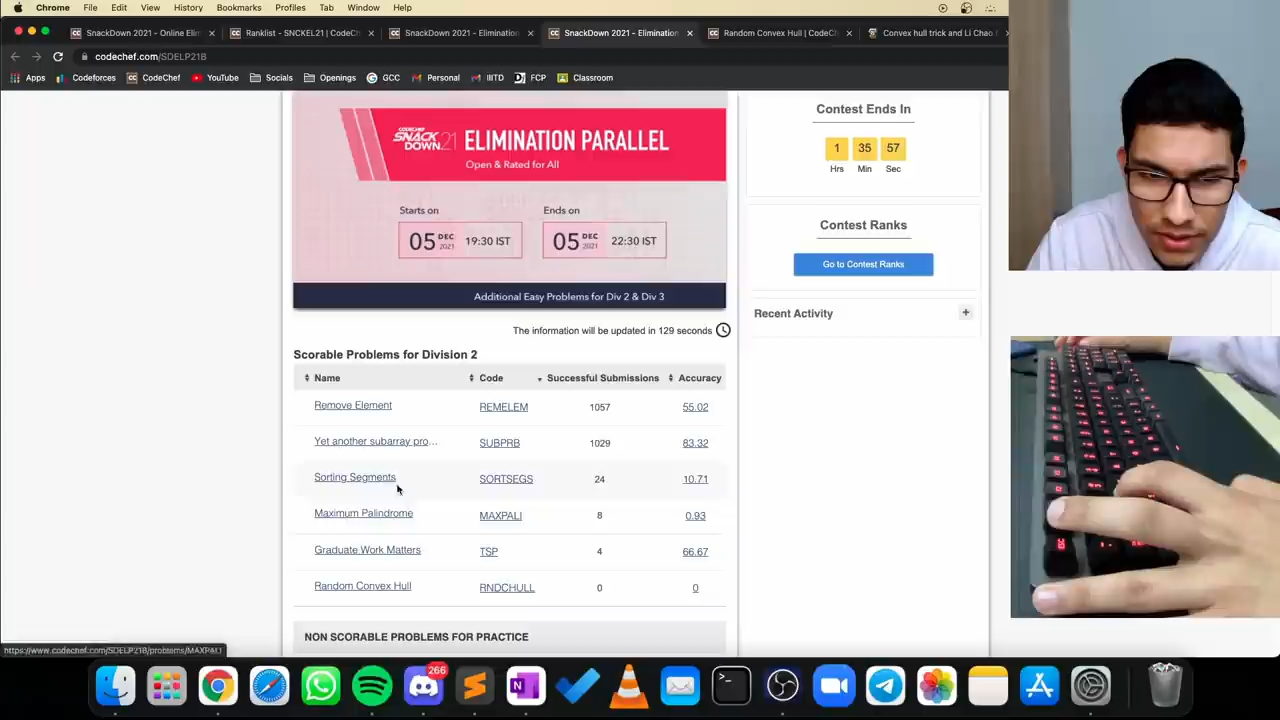 Chrome File Edit View History Bookmarks Profiles Tab Window Help
SnackDown 2021 - Online Elim
Ranklist - SNCKEL21 | CodeCh
SnackDown 2021 - Elimination
SnackDown 2021 - Elimination
Random Convex Hull | CodeCh
Convex hull trick and Li Chao
codechef.com/SDELP21B
Apps Codeforces CodeChef YouTube Socials Openings GCC Personal IIITD FCP Classroom
CODECHEF
SNACK
DOWN 21
ELIMINATION PARALLEL
Open & Rated for All
Starts on
05 DEC 2021 19:30 IST
Ends on
05 DEC 2021 22:30 IST
Additional Easy Problems for Div 2 & Div 3
The information will be updated in 129 seconds
Scorable Problems for Division 2
Name Code Successful Submissions Accuracy
Remove Element REMELEM 1057 55.02
Yet another subarray pro... SUBPRB 1029 83.32
Sorting Segments SORTSEGS 24 10.71
Maximum Palindrome MAXPALI 8 0.93
Graduate Work Matters TSP 4 66.67
Random Convex Hull RNDCHULL 0 0
NON SCORABLE PROBLEMS FOR PRACTICE
Contest Ends In
1 35 57
Hrs Min Sec
Contest Ranks
Go to Contest Ranks
Recent Activity +
https://www.codechef.com/SDELP21B/problems/MAXPALI
266